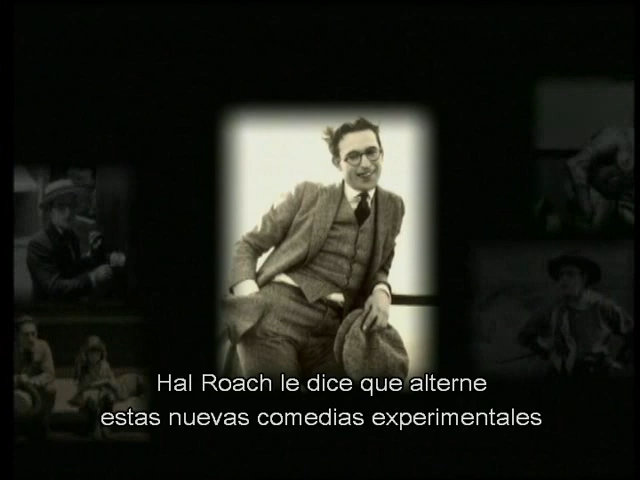 Hal Roach le dice que alterne
estas nuevas comedias experimentales